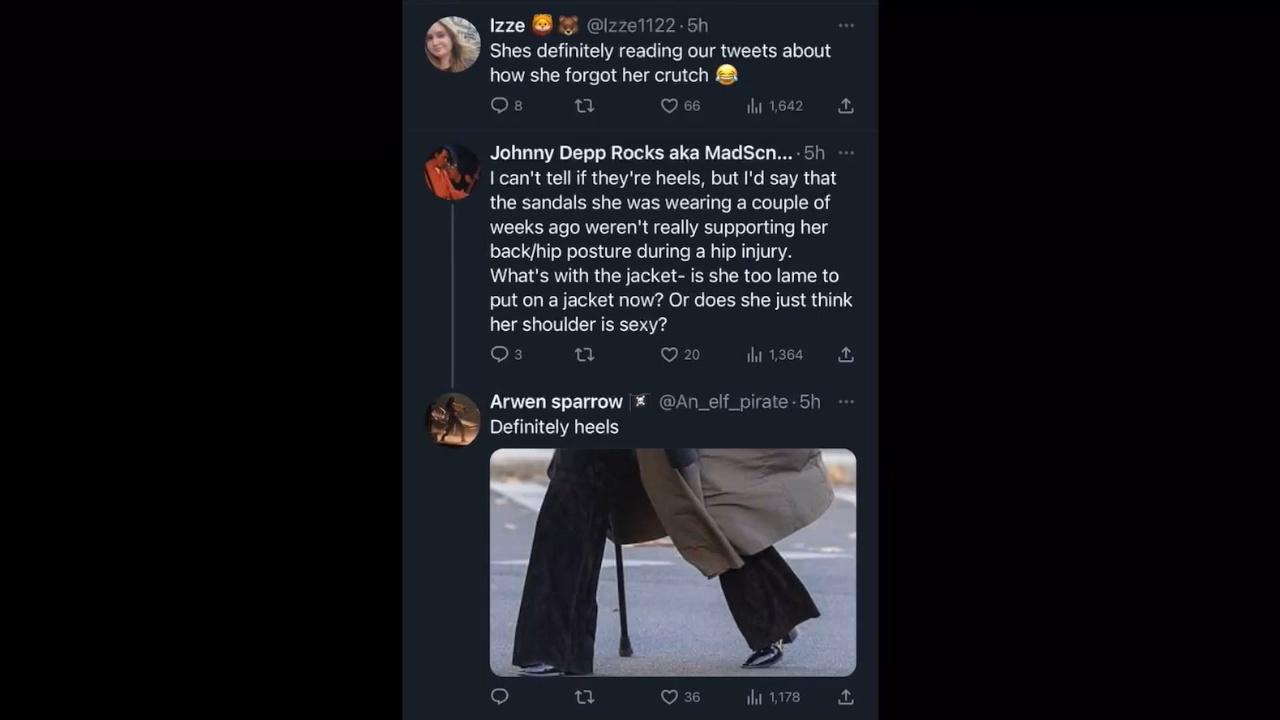 Izze 🦁🐻 @Izze1122 · 5h
Shes definitely reading our tweets about
how she forgot her crutch 😂
8 66 1,642
Johnny Depp Rocks aka MadScn... · 5h
I can't tell if they're heels, but I'd say that
the sandals she was wearing a couple of
weeks ago weren't really supporting her
back/hip posture during a hip injury.
What's with the jacket- is she too lame to
put on a jacket now? Or does she just think
her shoulder is sexy?
3 20 1,364
Arwen sparrow 🏴‍☠️ @An_elf_pirate · 5h
Definitely heels
36 1,178